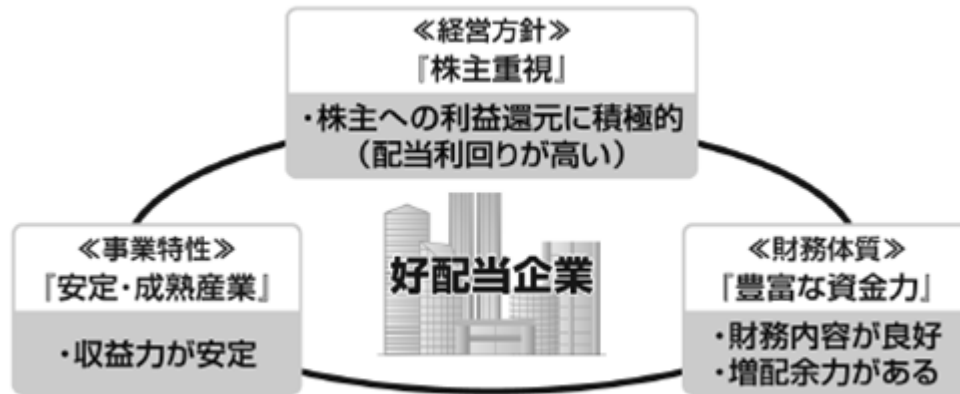 ≪経営方針≫
『株主重視』
・株主への利益還元に積極的
（配当利回りが高い）
≪事業特性≫
『安定・成熟産業』
・収益力が安定
好配当企業
≪財務体質≫
『豊富な資金力』
・財務内容が良好
・増配余力がある